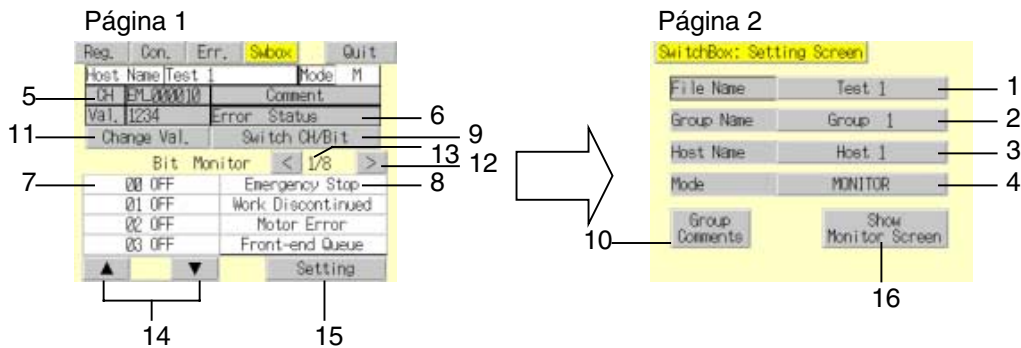 Página 1
Reg. Con. Err. Swbox Quit
Host Name Test 1 Mode M
CH EM_000010 Comment
Val. 1234 Error Status
Change Val. Switch CH/Bit
Bit Monitor < 1/8 >
00 OFF Emergency Stop
01 OFF Work Discontinued
02 OFF Motor Error
03 OFF Front-end Queue
▲ ▼ Setting
5
11
7
6
9
13
12
8
14
15
Página 2
SwitchBox: Setting Screen
File Name Test 1
Group Name Group 1
Host Name Host 1
Mode MONITOR
Group
Comments
Show
Monitor Screen
1
2
3
4
10
16